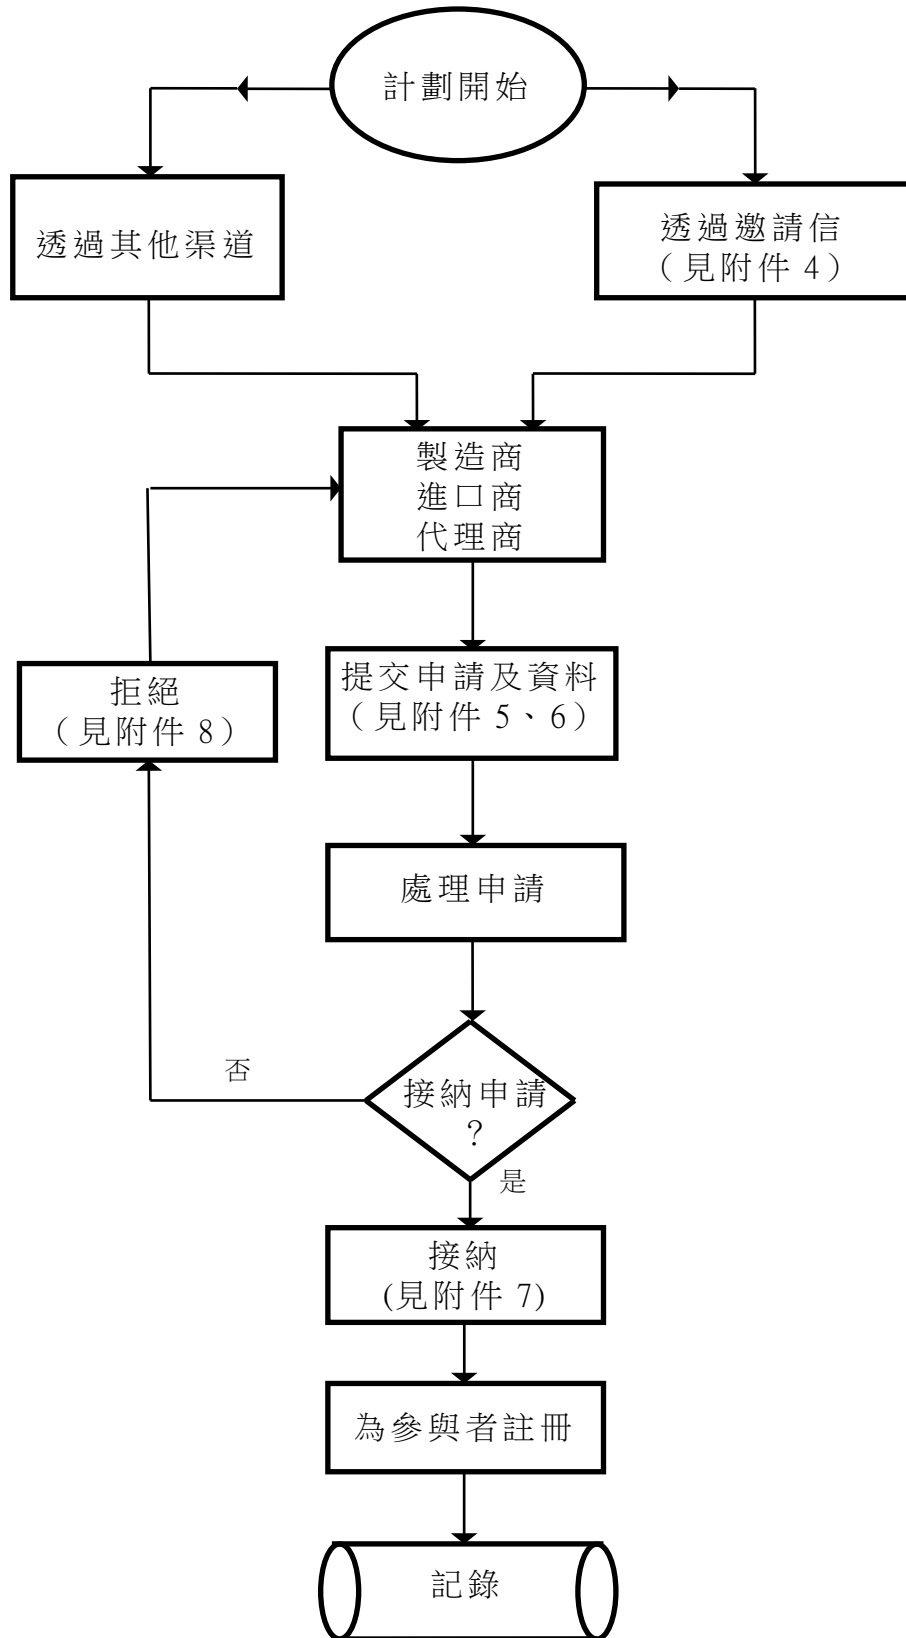 計劃開始
透過其他渠道
透過邀請信
（見附件 4）
製造商
進口商
代理商
拒絕
（見附件 8）
提交申請及資料
（見附件 5、6）
處理申請
否
接納申請
?
是
接納
(見附件 7)
為參與者註冊
記錄